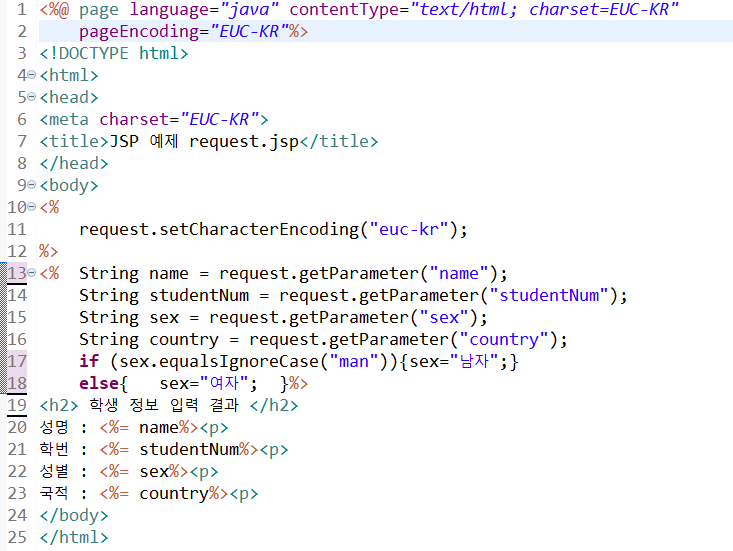 1 <%@ page language="java" contentType="text/html; charset=EUC-KR"
2     pageEncoding="EUC-KR"%>
3 <!DOCTYPE html>
4 <html>
5 <head>
6 <meta charset="EUC-KR">
7 <title>JSP 예제 request.jsp</title>
8 </head>
9 <body>
10 <%
11     request.setCharacterEncoding("euc-kr");
12 %>
13 <%  String name = request.getParameter("name");
14     String studentNum = request.getParameter("studentNum");
15     String sex = request.getParameter("sex");
16     String country = request.getParameter("country");
17     if (sex.equalsIgnoreCase("man")){sex="남자";}
18     else{   sex="여자";  }%>
19 <h2> 학생 정보 입력 결과 </h2>
20 성명 : <%= name%><p>
21 학번 : <%= studentNum%><p>
22 성별 : <%= sex%><p>
23 국적 : <%= country%><p>
24 </body>
25 </html>